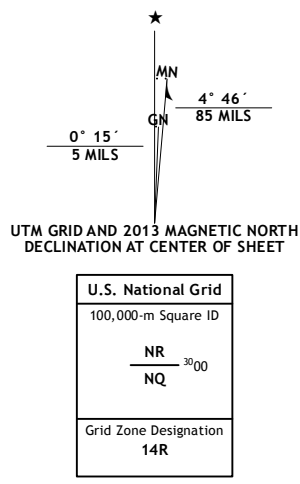 ★
MN
4° 46´
85 MILS
GN
0° 15´
5 MILS
UTM GRID AND 2013 MAGNETIC NORTH
DECLINATION AT CENTER OF SHEET
U.S. National Grid
100,000-m Square ID
NR
3000
NQ
Grid Zone Designation
14R